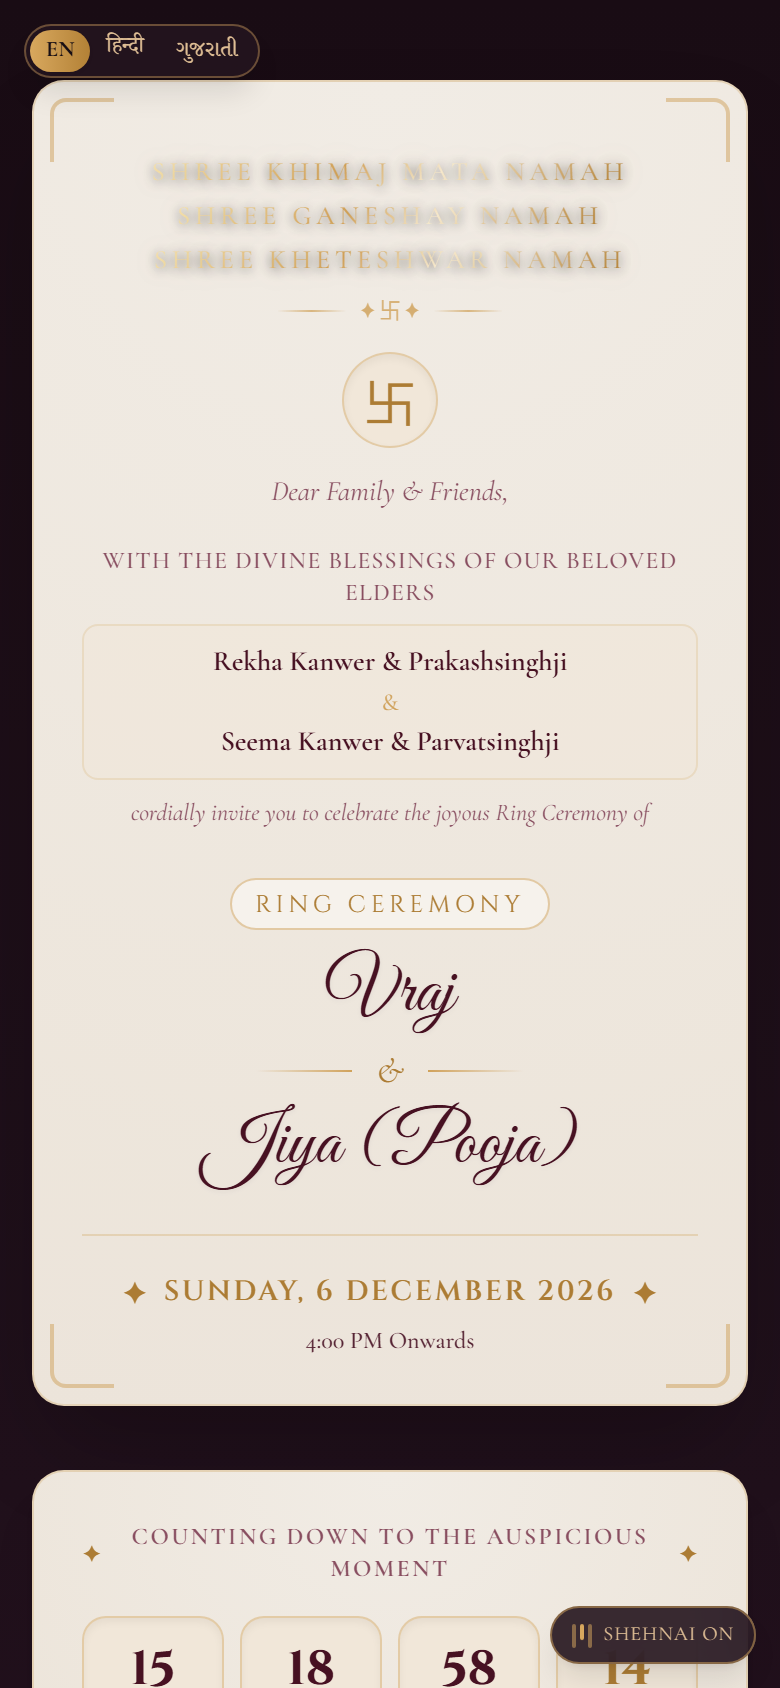 EN हिन्दी ગુજરાતી
SHREE KHIMAJ MATA NAMAH
SHREE GANESHAY NAMAH
SHREE KHETESHWAR NAMAH
✦卐✦
卐
Dear Family & Friends,
WITH THE DIVINE BLESSINGS OF OUR BELOVED
ELDERS
Rekha Kanwer & Prakashsinghji
&
Seema Kanwer & Parvatsinghji
cordially invite you to celebrate the joyous Ring Ceremony of
RING CEREMONY
Vraj
&
Jiya (Pooja)
✦ SUNDAY, 6 DECEMBER 2026 ✦
4:00 PM Onwards
✦ COUNTING DOWN TO THE AUSPICIOUS ✦
MOMENT
SHEHNAI ON
15 18 58 14